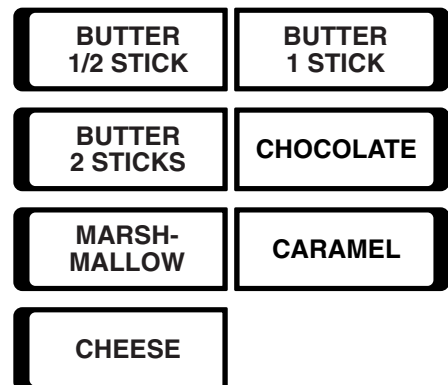 BUTTER
1/2 STICK
BUTTER
1 STICK
BUTTER
2 STICKS
CHOCOLATE
MARSH-
MALLOW
CARAMEL
CHEESE